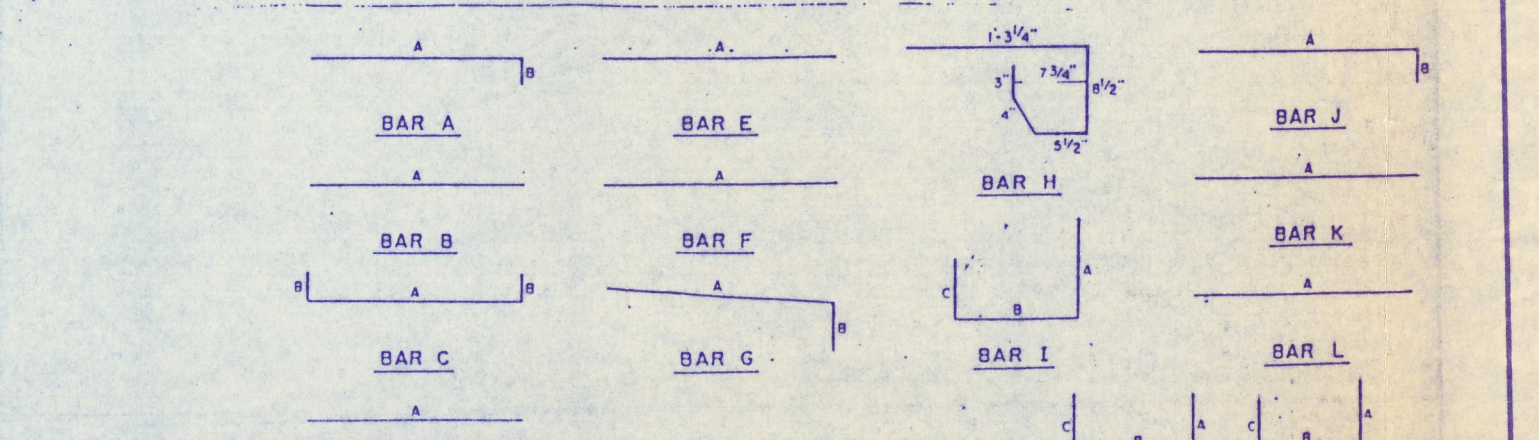 A
B
BAR A
A
BAR B
B
A
B
BAR C
A
A
BAR E
A
BAR F
A
B
BAR G
1'-3 1/4"
3"
7 3/4"
8 1/2"
4"
5 1/2"
BAR H
C
B
A
BAR I
A
B
BAR J
A
BAR K
A
BAR L
C
B
A
C
B
A